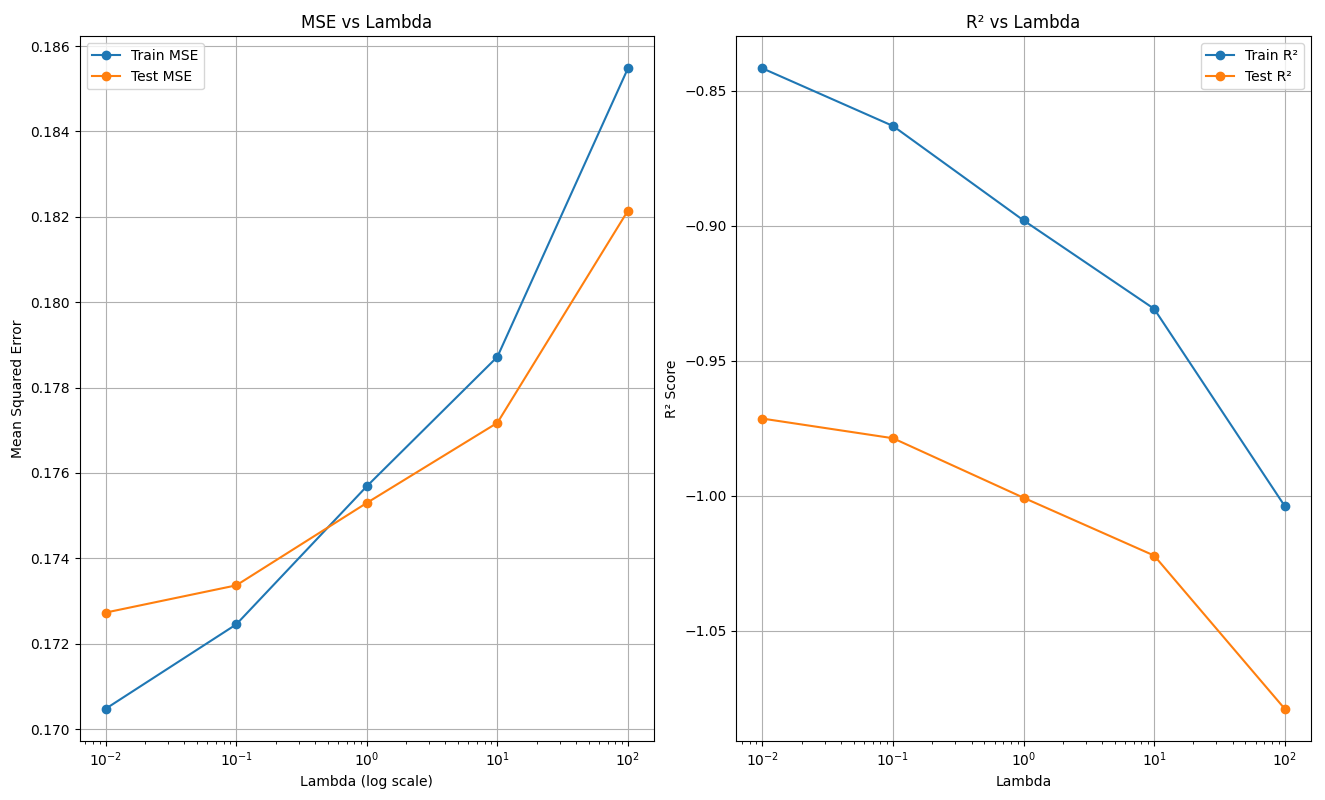 MSE vs Lambda
Train MSE
Test MSE
0.186
0.184
0.182
0.180
0.178
0.176
0.174
0.172
0.170
Mean Squared Error
10⁻²
10⁻¹
10⁰
10¹
10²
Lambda (log scale)
R² vs Lambda
Train R²
Test R²
−0.85
−0.90
−0.95
−1.00
−1.05
R² Score
10⁻²
10⁻¹
10⁰
10¹
10²
Lambda